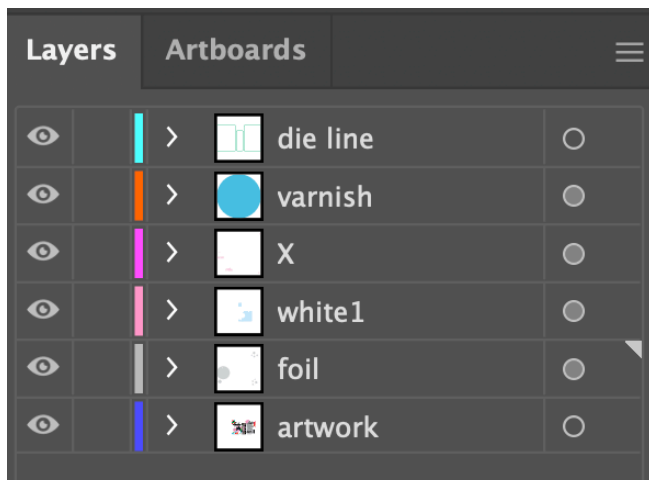 Layers Artboards
die line
varnish
X
white1
foil
artwork